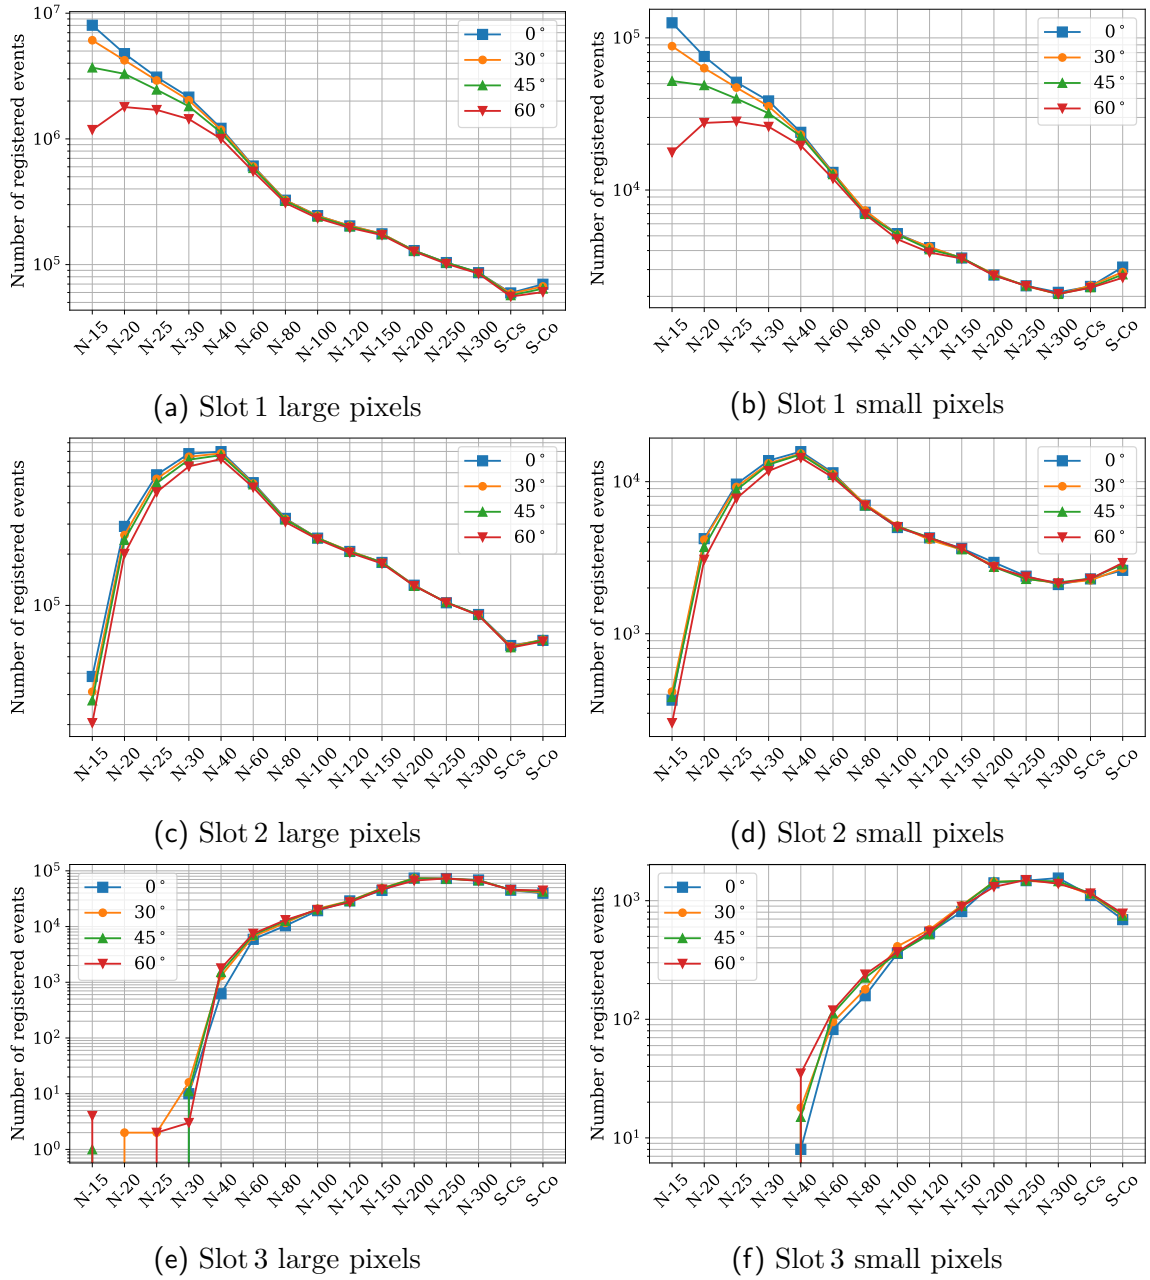 Number of registered events
10^7
10^6
10^5
0°
30°
45°
60°
N-15
N-20
N-25
N-30
N-40
N-60
N-80
N-100
N-120
N-150
N-200
N-250
N-300
S-Cs
S-Co
(a) Slot 1 large pixels
Number of registered events
10^5
10^4
0°
30°
45°
60°
N-15
N-20
N-25
N-30
N-40
N-60
N-80
N-100
N-120
N-150
N-200
N-250
N-300
S-Cs
S-Co
(b) Slot 1 small pixels
Number of registered events
10^5
0°
30°
45°
60°
N-15
N-20
N-25
N-30
N-40
N-60
N-80
N-100
N-120
N-150
N-200
N-250
N-300
S-Cs
S-Co
(c) Slot 2 large pixels
Number of registered events
10^4
10^3
0°
30°
45°
60°
N-15
N-20
N-25
N-30
N-40
N-60
N-80
N-100
N-120
N-150
N-200
N-250
N-300
S-Cs
S-Co
(d) Slot 2 small pixels
Number of registered events
10^5
10^4
10^3
10^2
10^1
10^0
0°
30°
45°
60°
N-15
N-20
N-25
N-30
N-40
N-60
N-80
N-100
N-120
N-150
N-200
N-250
N-300
S-Cs
S-Co
(e) Slot 3 large pixels
Number of registered events
10^3
10^2
10^1
0°
30°
45°
60°
N-15
N-20
N-25
N-30
N-40
N-60
N-80
N-100
N-120
N-150
N-200
N-250
N-300
S-Cs
S-Co
(f) Slot 3 small pixels